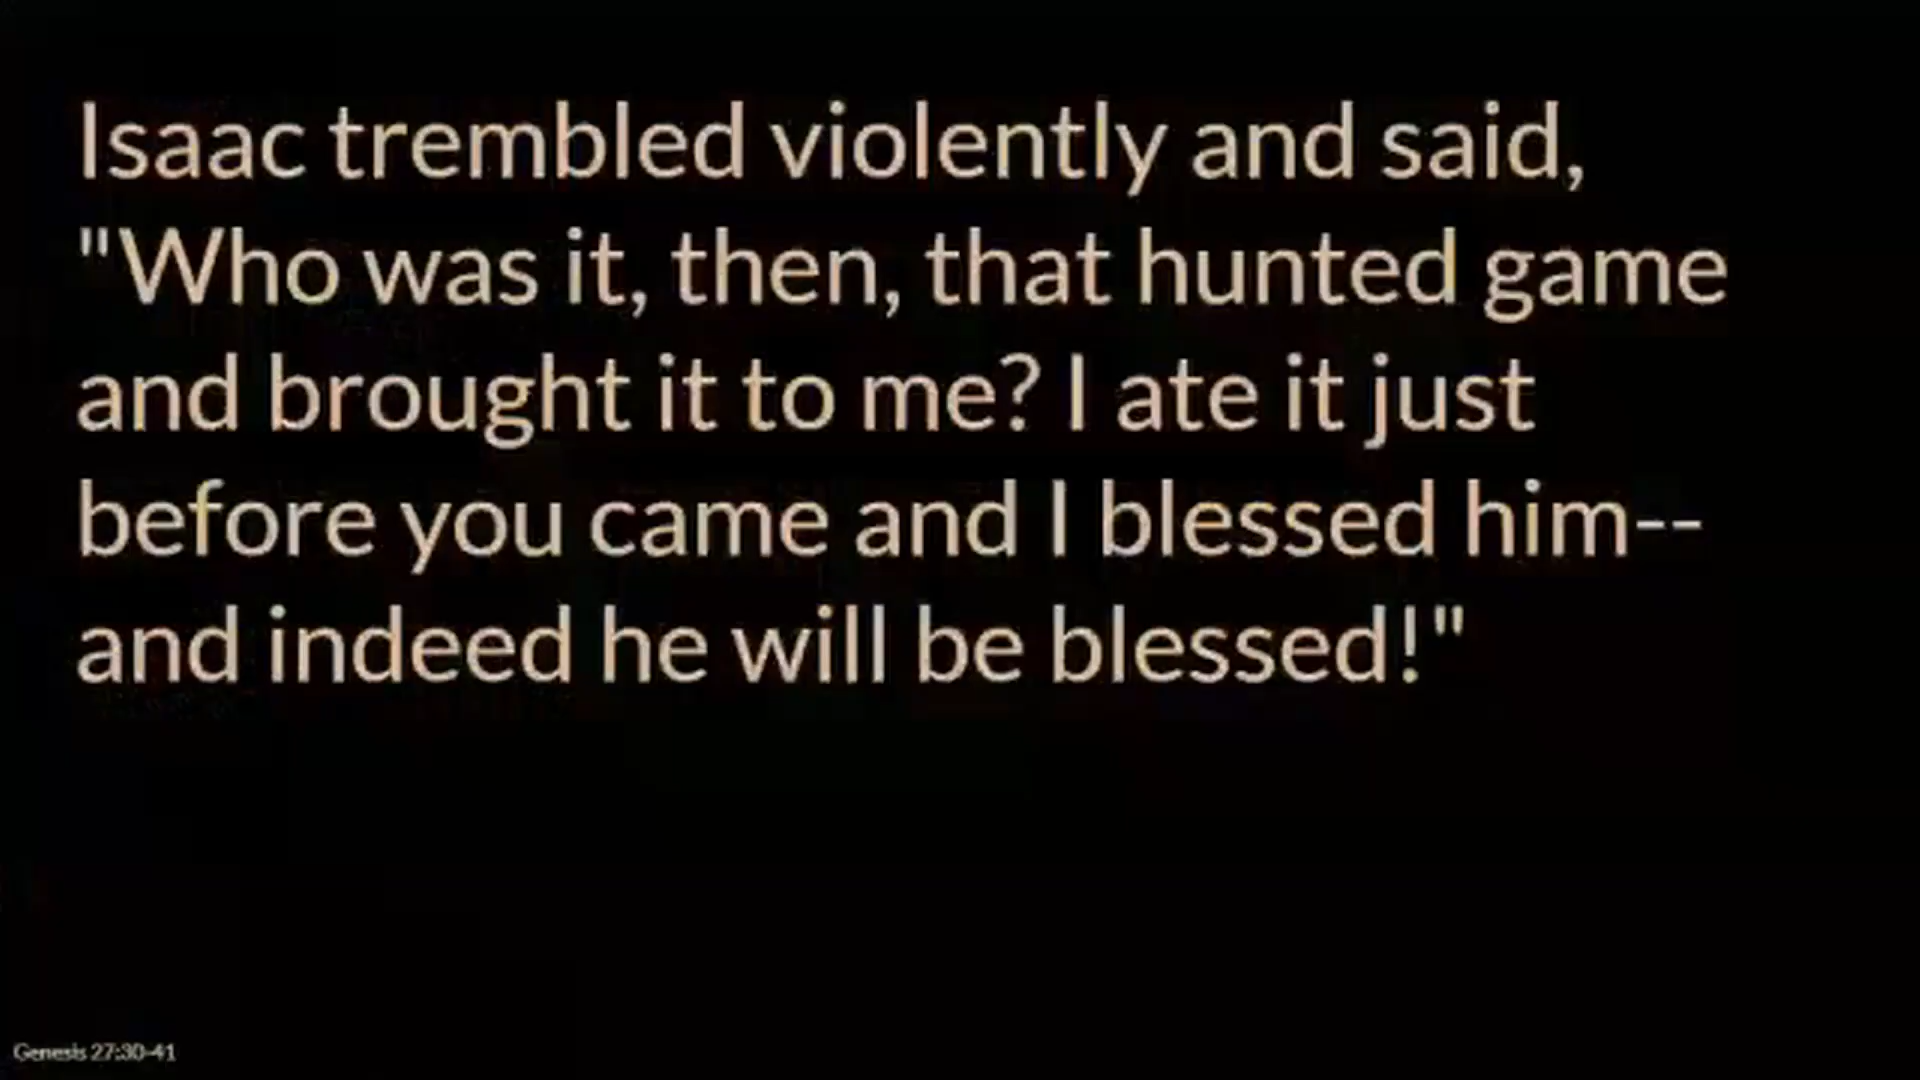 Isaac trembled violently and said,
"Who was it, then, that hunted game
and brought it to me? I ate it just
before you came and I blessed him--
and indeed he will be blessed!"
Genesis 27:30-41